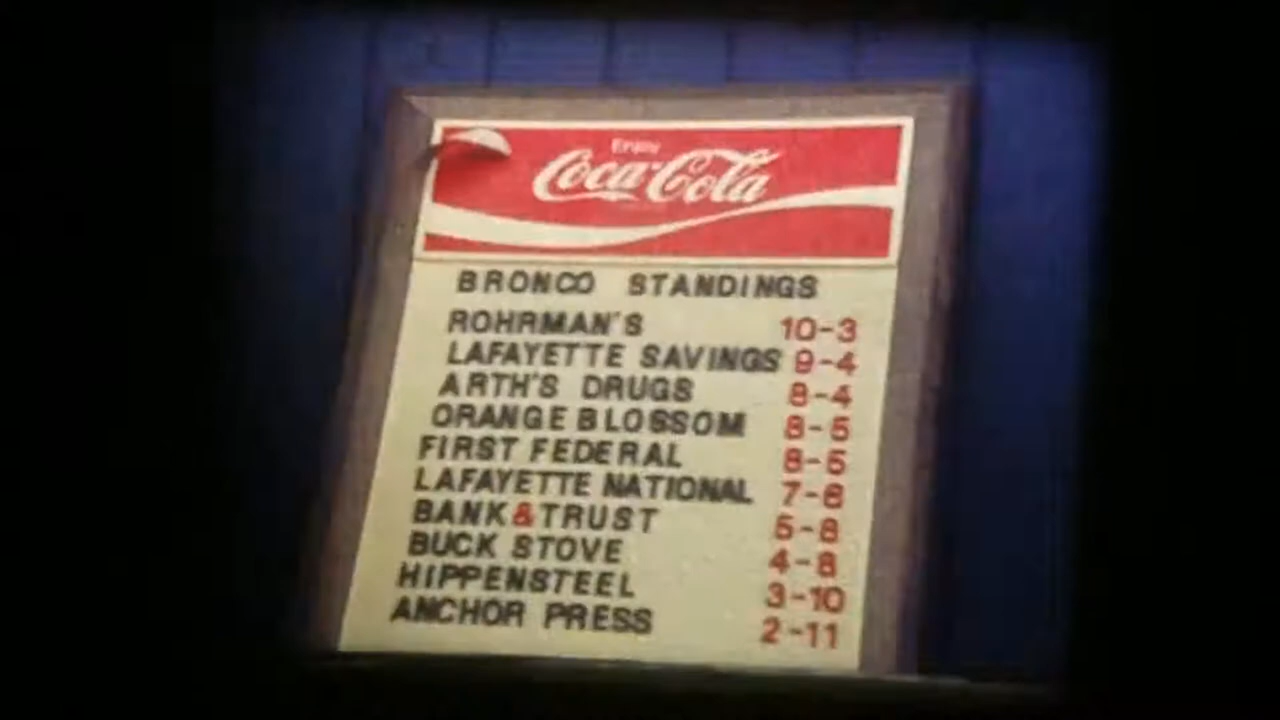 Enjoy
Coca-Cola
BRONCO STANDINGS
ROHRMAN'S 10-3
LAFAYETTE SAVINGS 9-4
ARTH'S DRUGS 8-4
ORANGE BLOSSOM 8-5
FIRST FEDERAL 8-5
LAFAYETTE NATIONAL 7-6
BANK & TRUST 5-8
BUCK STOVE 4-8
HIPPENSTEEL 3-10
ANCHOR PRESS 2-11